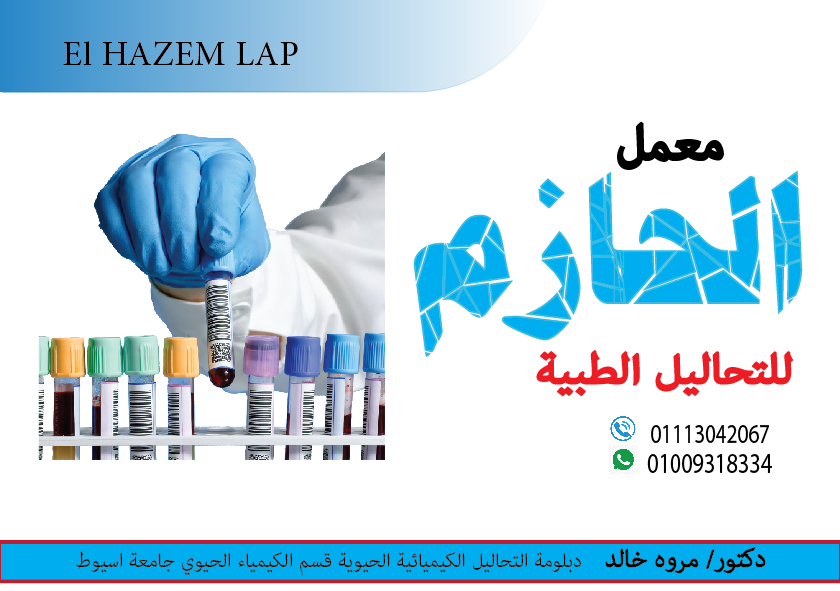 El HAZEM LAP
معمل
الحازم
للتحاليل الطبية
01113042067
01009318334
دكتور/ مروه خالد دبلومة التحاليل الكيميائية الحيوية قسم الكيمياء الحيوي جامعة اسيوط